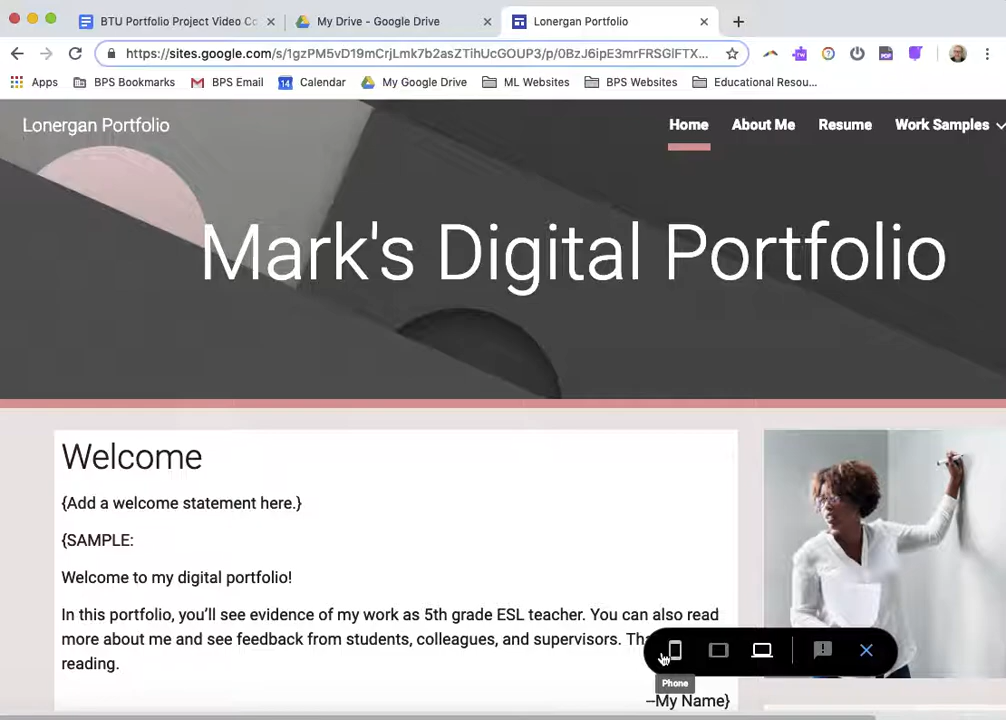 BTU Portfolio Project Video Co
My Drive - Google Drive
Lonergan Portfolio
https://sites.google.com/s/1gzPM5vD19mCrjLmk7b2asZTihUcGOUP3/p/0BzJ6ipE3mrFRSGlFTX...
Apps
BPS Bookmarks
BPS Email
14
Calendar
My Google Drive
ML Websites
BPS Websites
Educational Resou...
Lonergan Portfolio
Home
About Me
Resume
Work Samples
Mark's Digital Portfolio
Welcome
{Add a welcome statement here.}
{SAMPLE:
Welcome to my digital portfolio!
In this portfolio, you'll see evidence of my work as 5th grade ESL teacher. You can also read
more about me and see feedback from students, colleagues, and supervisors.
reading.
Phone
--My Name}